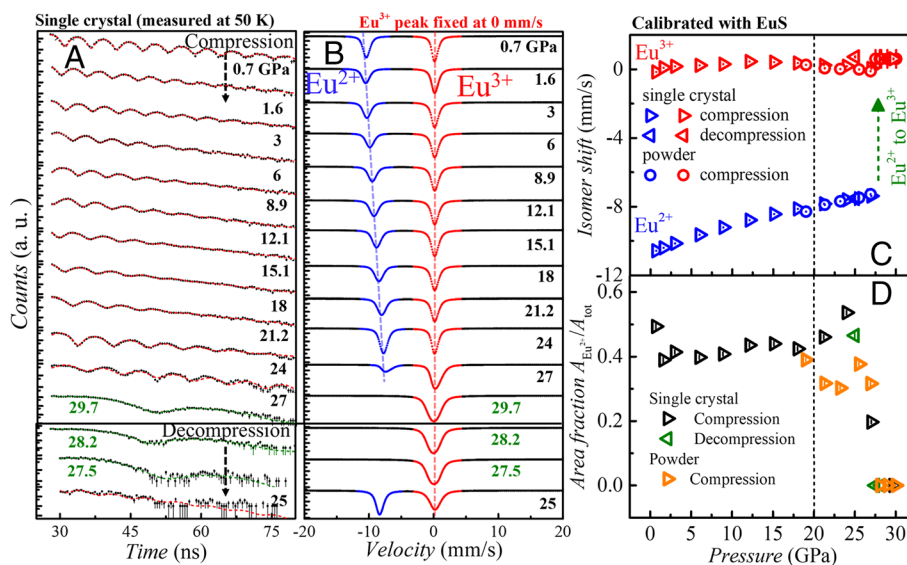 Single crystal (measured at 50 K)
Counts (a. u.)
A
Compression
0.7 GPa
1.6
3
6
8.9
12.1
15.1
18
21.2
24
27
29.7
Decompression
28.2
27.5
25
30 45 60 75
Time (ns)
Eu3+ peak fixed at 0 mm/s
B
Eu2+
Eu3+
0.7 GPa
1.6
3
6
8.9
12.1
15.1
18
21.2
24
27
29.7
28.2
27.5
25
-20 -10 0 10 20
Velocity (mm/s)
Calibrated with EuS
Isomer shift (mm/s)
0
-4
-8
-12
Eu3+
single crystal
compression
decompression
powder
compression
Eu2+ to Eu3+
Eu2+
C
Area fraction AEu2+/Atot
0.6
0.4
0.2
0.0
D
Single crystal
Compression
Decompression
Powder
Compression
0 5 10 15 20 25 30
Pressure (GPa)